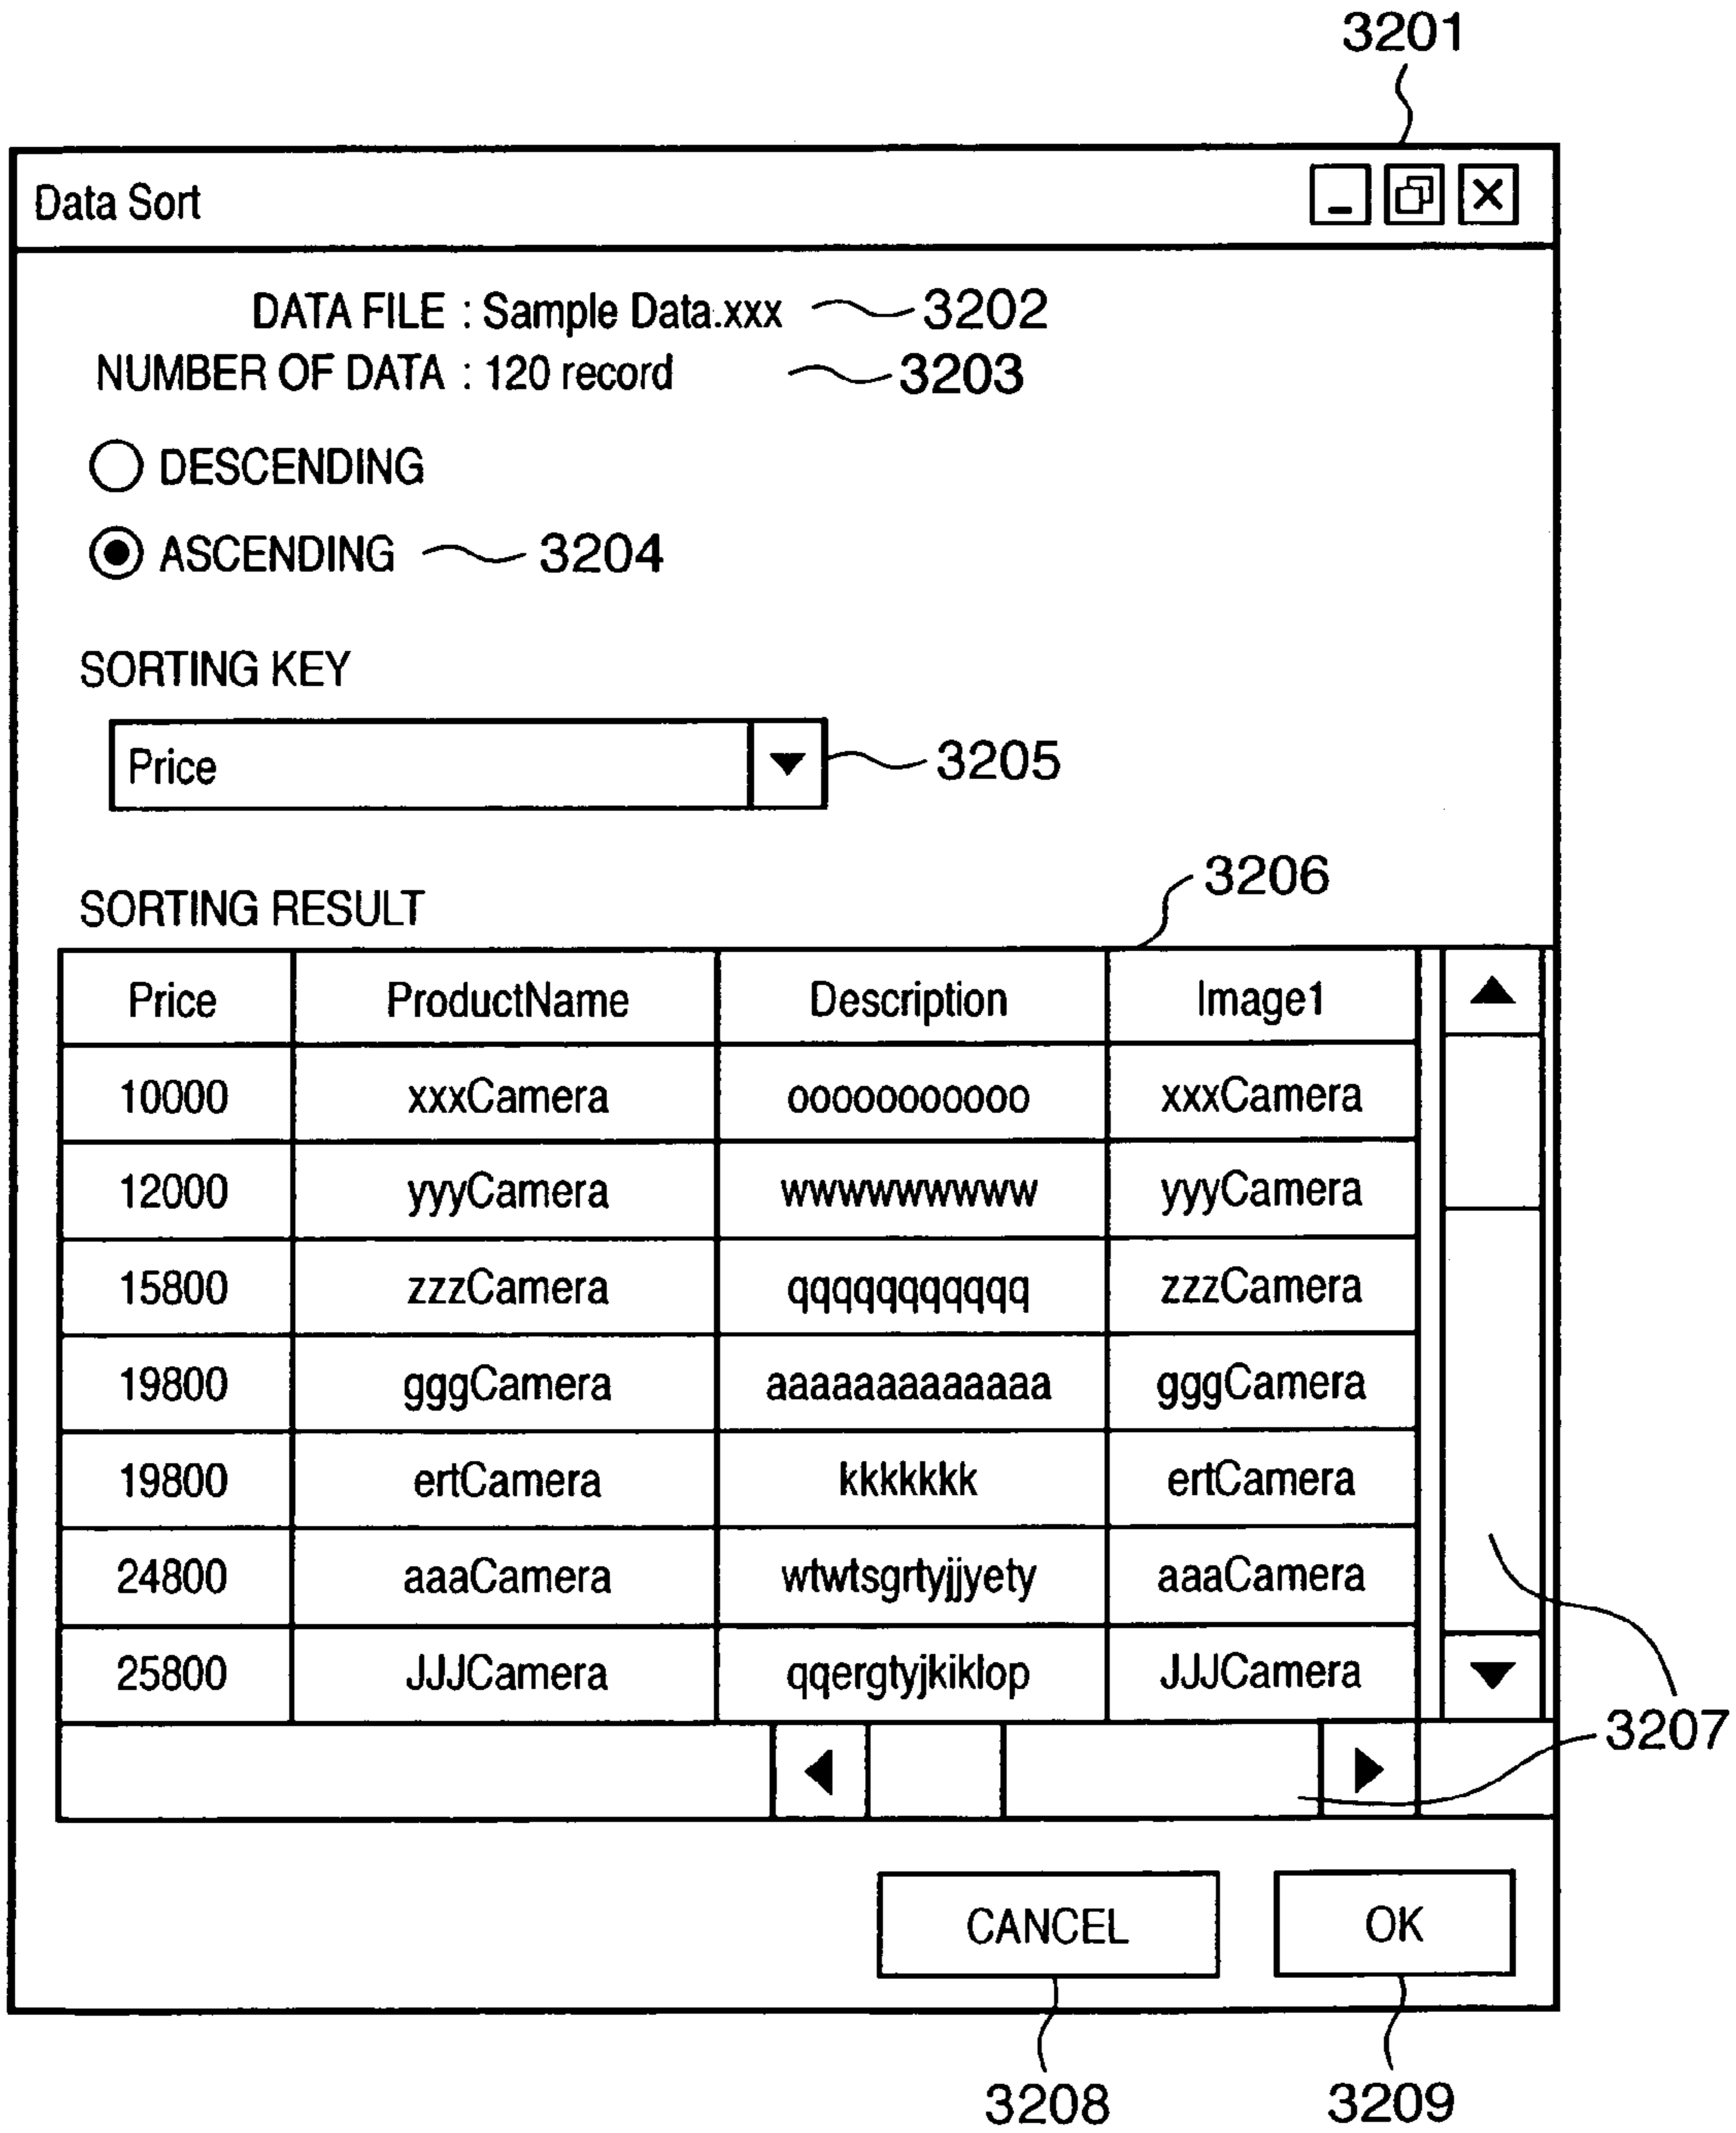 3201
Data Sort
DATA FILE : Sample Data.xxx 3202
NUMBER OF DATA : 120 record 3203
DESCENDING
ASCENDING 3204
SORTING KEY
Price 3205
3206
SORTING RESULT
Price ProductName Description Image1
10000 xxxCamera ooooooooooo xxxCamera
12000 yyyCamera wwwwwwwww yyyCamera
15800 zzzCamera qqqqqqqqqqq zzzCamera
19800 gggCamera aaaaaaaaaaaaa gggCamera
19800 ertCamera kkkkkkk ertCamera
24800 aaaCamera wtwtsgrtyjjyety aaaCamera
25800 JJJCamera qqergtyjkiklop JJJCamera
3207
CANCEL OK
3208 3209